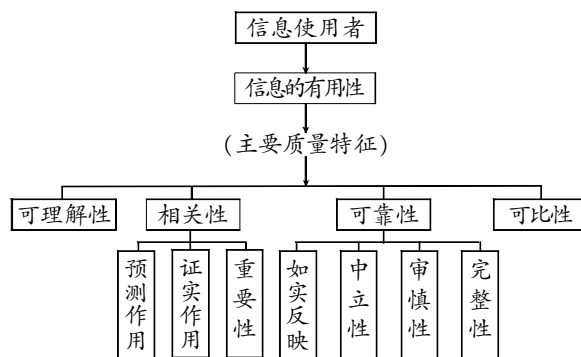 信息使用者
信息的有用性
(主要质量特征)
可理解性 相关性 可靠性 可比性
预测作用 证实作用 重要性 如实反映 中立性 审慎性 完整性